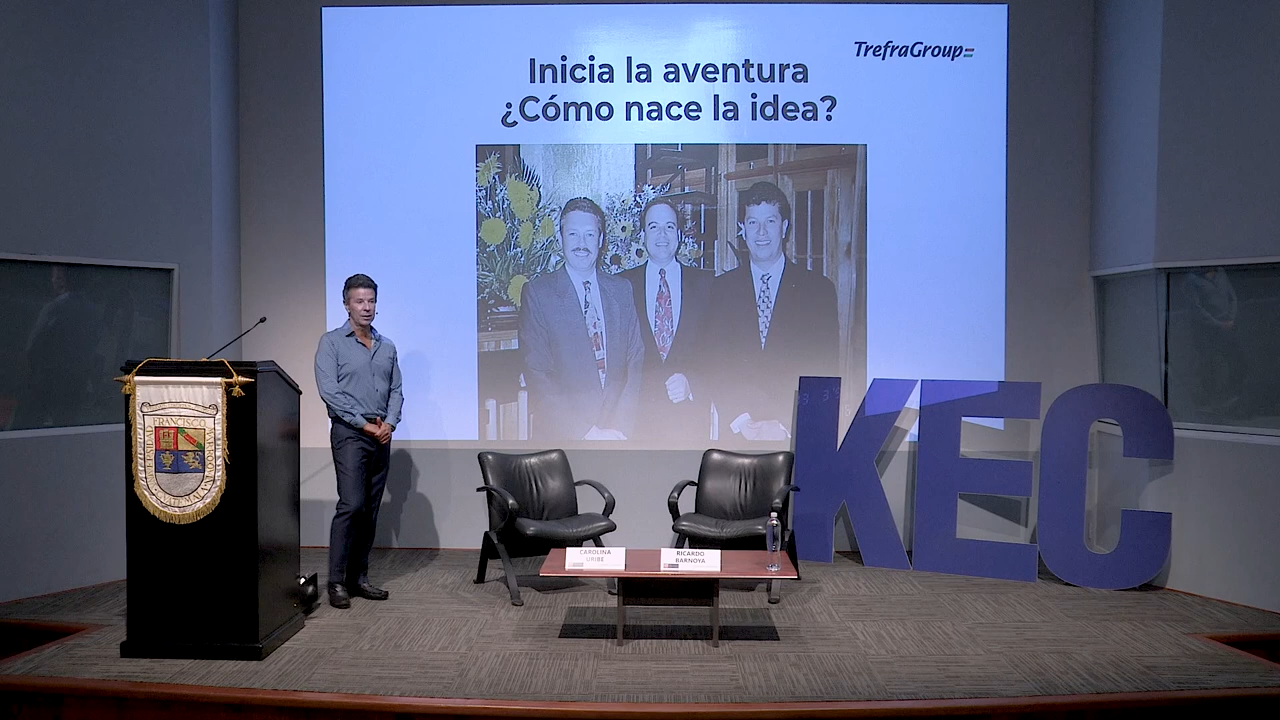 TrefraGroup
Inicia la aventura
¿Cómo nace la idea?
KEC
FRANCISCO
CAROLINA
URIBE
RICARDO
BARNOYA